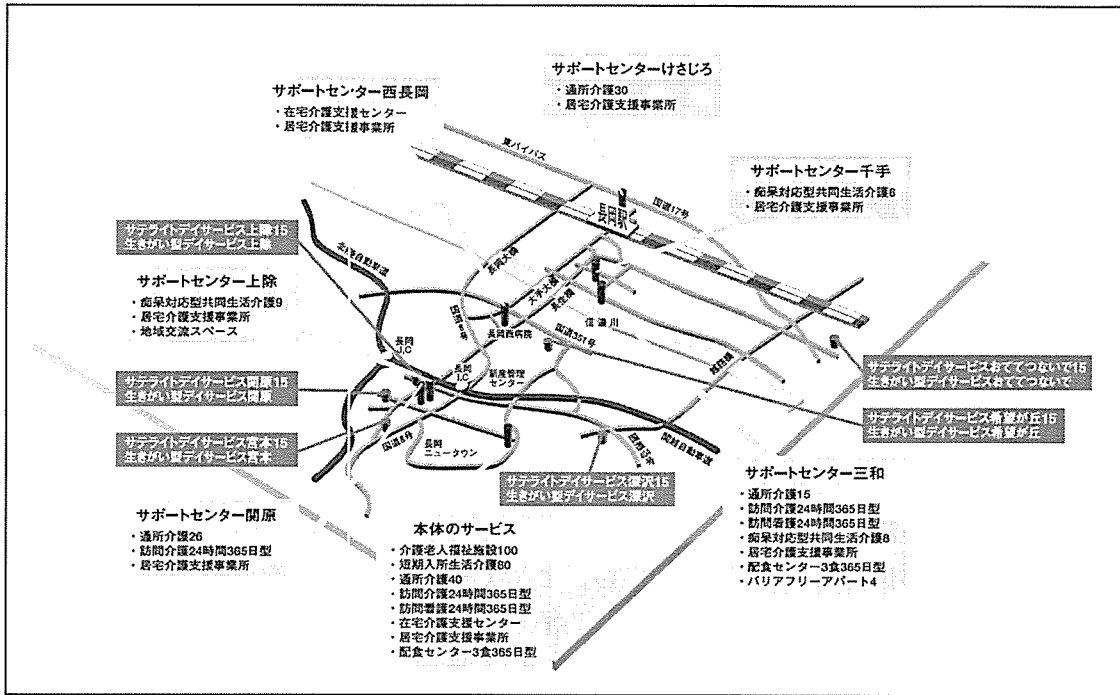 サポートセンターけさじろ
・通所介護30
・居宅介護支援事業所
サポートセンター西長岡
・在宅介護支援センター
・居宅介護支援事業所
東バイパス
サポートセンター千手
・痴呆対応型共同生活介護6
・居宅介護支援事業所
国道17号
長岡駅
サテライトデイサービス上除15
生きがい型デイサービス上除
北陸自動車道
長岡大橋
大手大橋
長生橋
サポートセンター上除
・痴呆対応型共同生活介護9
・居宅介護支援事業所
・地域交流スペース
国道8号
長岡西病院
信濃川
国道351号
長岡
J.C
長岡
I.C
新産管理
センター
サテライトデイサービスおててつないで15
生きがい型デイサービスおててつないで
サテライトデイサービス関原15
生きがい型デイサービス関原
サテライトデイサービス希望が丘15
生きがい型デイサービス希望が丘
サテライトデイサービス宮本15
生きがい型デイサービス宮本
国道8号
長岡
ニュータウン
関越自動車道
サテライトデイサービス深沢15
生きがい型デイサービス深沢
サポートセンター三和
・通所介護15
・訪問介護24時間365日型
・訪問看護24時間365日型
・痴呆対応型共同生活介護8
・居宅介護支援事業所
・配食センター3食365日型
・バリアフリーアパート4
サポートセンター関原
・通所介護26
・訪問介護24時間365日型
・居宅介護支援事業所
本体のサービス
・介護老人福祉施設100
・短期入所生活介護80
・通所介護40
・訪問介護24時間365日型
・訪問看護24時間365日型
・在宅介護支援センター
・居宅介護支援事業所
・配食センター3食365日型